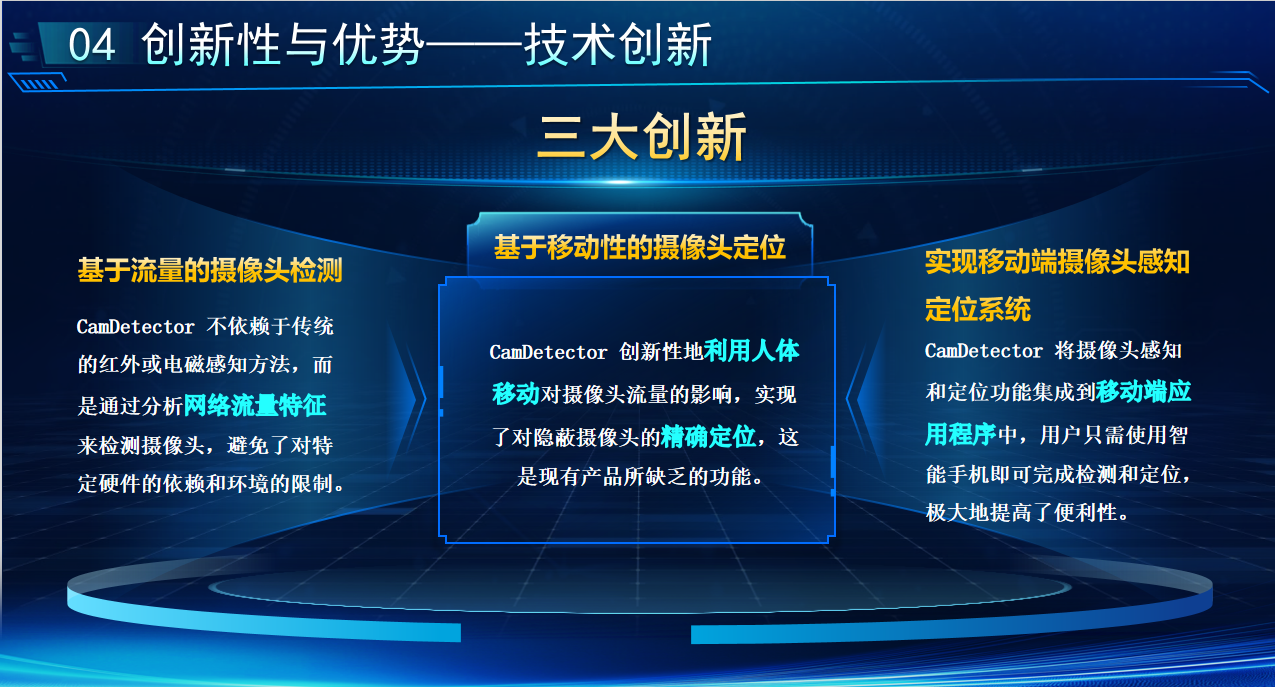 04 创新性与优势——技术创新
三大创新
基于流量的摄像头检测
CamDetector 不依赖于传统
的红外或电磁感知方法，而
是通过分析网络流量特征
来检测摄像头，避免了对特
定硬件的依赖和环境的限制。
基于移动性的摄像头定位
CamDetector 创新性地利用人体
移动对摄像头流量的影响，实现
了对隐蔽摄像头的精确定位，这
是现有产品所缺乏的功能。
实现移动端摄像头感知
定位系统
CamDetector 将摄像头感知
和定位功能集成到移动端应
用程序中，用户只需使用智
能手机即可完成检测和定位，
极大地提高了便利性。